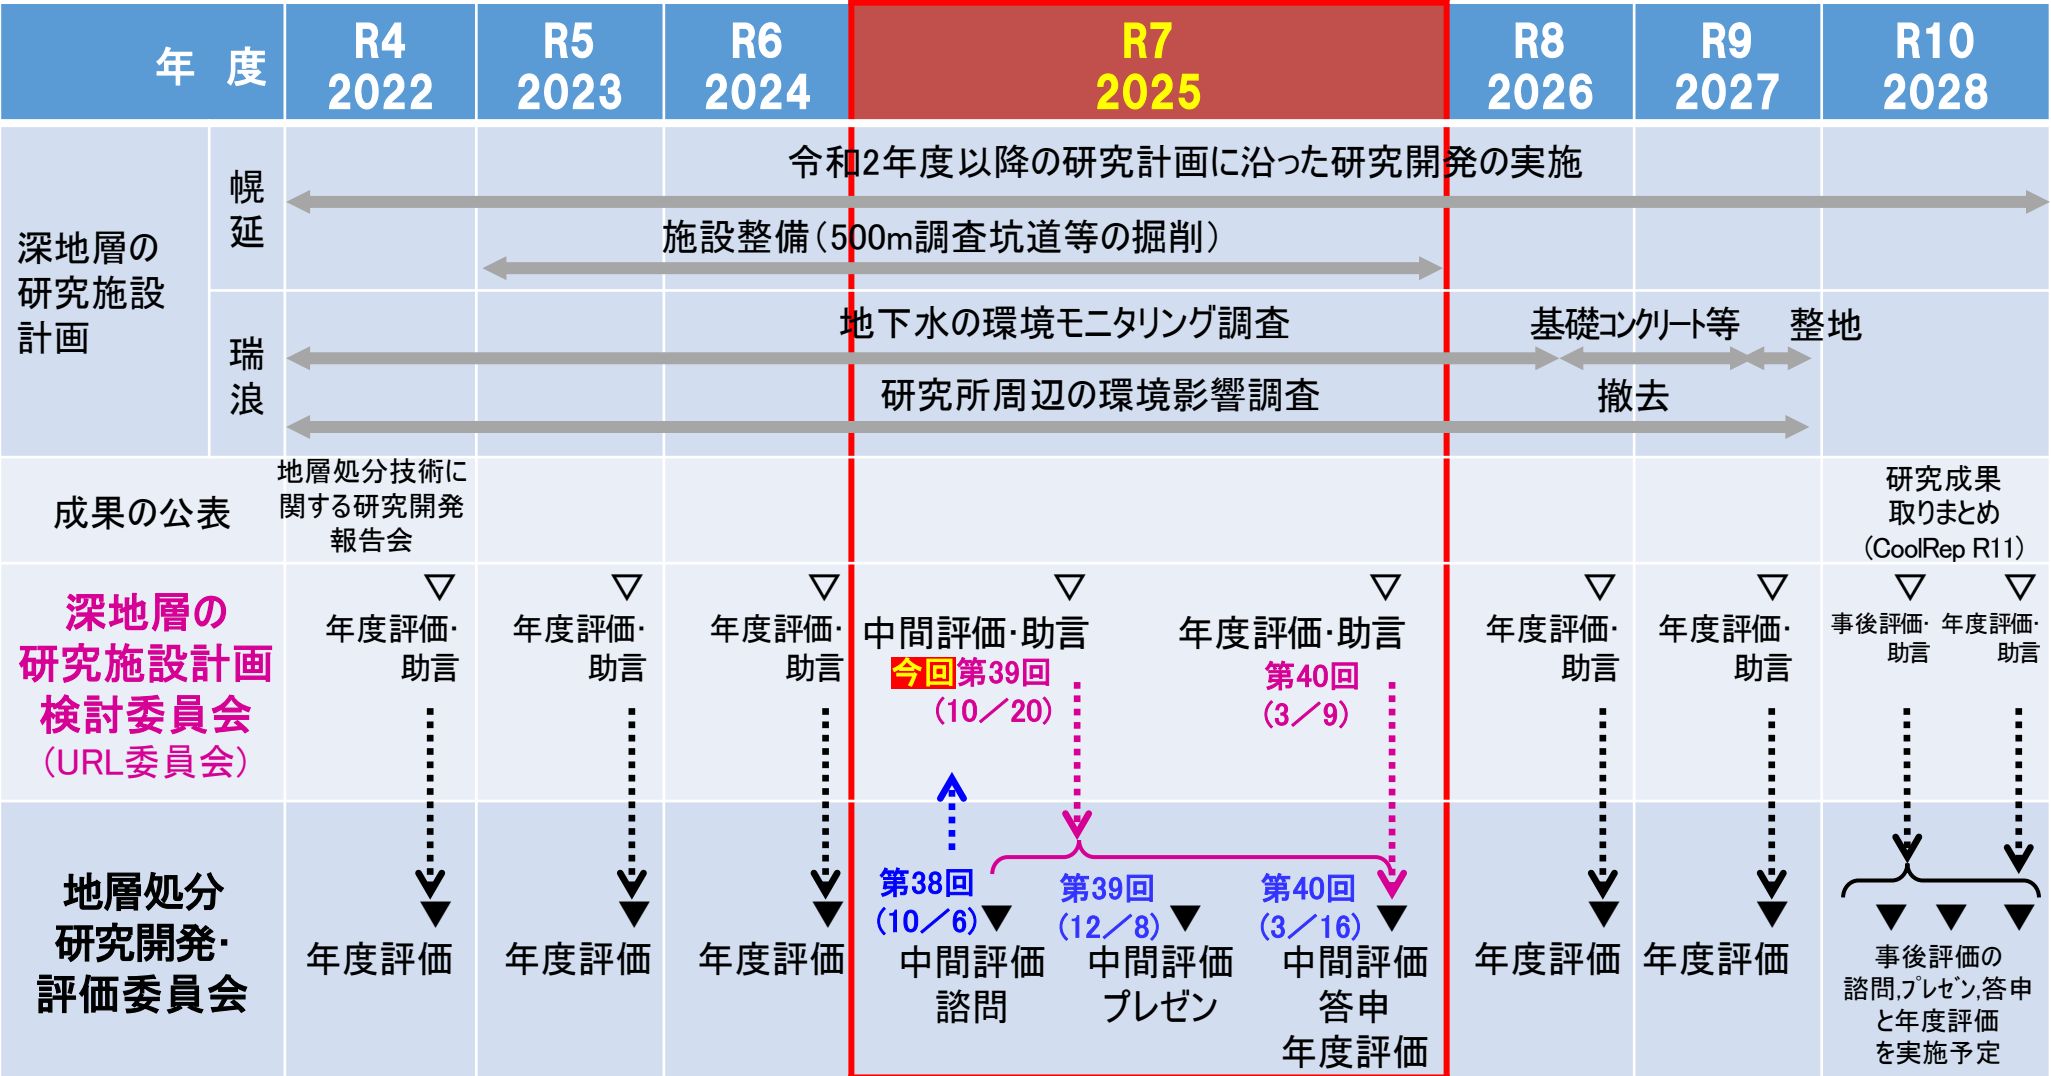 年 度
R4
2022
R5
2023
R6
2024
R7
2025
R8
2026
R9
2027
R10
2028
深地層の
研究施設
計画
幌
延
令和2年度以降の研究計画に沿った研究開発の実施
施設整備(500m調査坑道等の掘削)
瑞
浪
地下水の環境モニタリング調査
基礎コンクリート等
撤去
整地
研究所周辺の環境影響調査
成果の公表
地層処分技術に
関する研究開発
報告会
研究成果
取りまとめ
(CoolRep R11)
深地層の
研究施設計画
検討委員会
(URL委員会)
▽
年度評価・
助言
▽
年度評価・
助言
▽
年度評価・
助言
▽
中間評価・助言
今回 第39回
(10/20)
▽
年度評価・助言
第40回
(3/9)
▽
年度評価・
助言
▽
年度評価・
助言
▽
事後評価・
助言
▽
年度評価・
助言
地層処分
研究開発・
評価委員会
▼
年度評価
▼
年度評価
▼
年度評価
第38回
(10/6)▼
中間評価
諮問
第39回
(12/8)▼
中間評価
プレゼン
第40回
(3/16)▼
中間評価
答申
年度評価
▼
年度評価
▼
年度評価
▼ ▼ ▼
事後評価の
諮問,プレゼン,答申
と年度評価
を実施予定